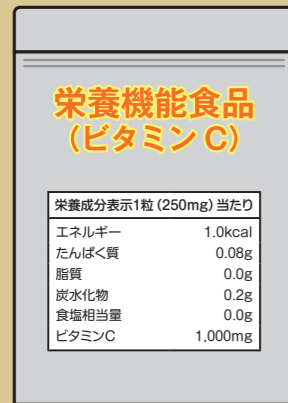 栄養機能食品
(ビタミンC)
栄養成分表示1粒(250mg)当たり
エネルギー 1.0kcal
たんぱく質 0.08g
脂質 0.0g
炭水化物 0.2g
食塩相当量 0.0g
ビタミンC 1,000mg